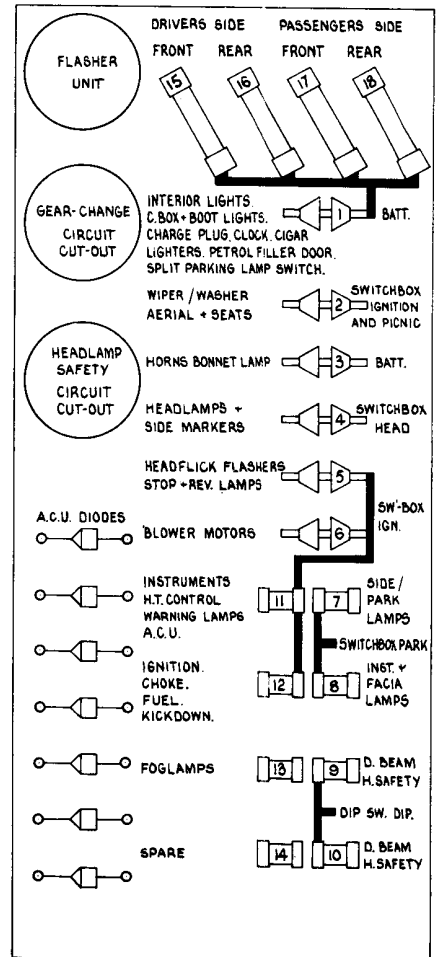 DRIVERS SIDE PASSENGERS SIDE
FRONT REAR FRONT REAR
FLASHER
UNIT
15 16 17 18
GEAR-CHANGE
CIRCUIT
CUT-OUT
INTERIOR LIGHTS.
C.BOX + BOOT LIGHTS.
CHARGE PLUG. CLOCK. CIGAR
LIGHTERS. PETROL FILLER DOOR.
SPLIT PARKING LAMP SWITCH.
1 BATT.
WIPER / WASHER
AERIAL + SEATS
2
SWITCHBOX
IGNITION
AND PICNIC
HEADLAMP
SAFETY
CIRCUIT
CUT-OUT
HORNS BONNET LAMP 3 BATT.
HEADLAMPS +
SIDE MARKERS
4
SWITCHBOX
HEAD
HEADFLICK FLASHERS
STOP + REV. LAMPS
5
SW'-BOX
IGN.
A.C.U. DIODES
BLOWER MOTORS 6
INSTRUMENTS
H.T. CONTROL
WARNING LAMPS
A.C.U.
11 7
SIDE/
PARK
LAMPS
SWITCHBOX PARK
IGNITION.
CHOKE.
FUEL.
KICKDOWN.
12 8
INST. +
FACIA
LAMPS
FOGLAMPS 13 9
D. BEAM
H.SAFETY
DIP SW. DIP.
SPARE 14 10
D. BEAM
H.SAFETY